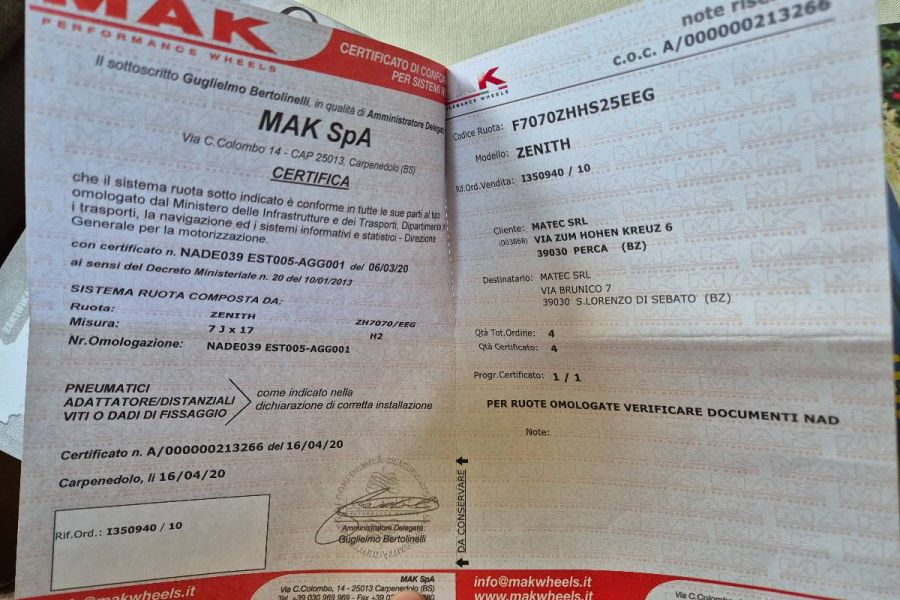 MAK
PERFORMANCE WHEELS
CERTIFICATO DI
PER SISTEMI
Il sottoscritto Guglielmo Bertolinelli, in qualità di Amministratore
MAK SpA
Via C.Colombo 14 - CAP 25013, Carpenedolo (BS)
CERTIFICA
che il sistema ruota sotto indicato è conforme in tutte le sue parti al tipo
omologato dal Ministero delle Infrastrutture e dei Trasporti,
i trasporti, la navigazione ed i sistemi informativi e statistici - Direzione
Generale per la motorizzazione.
con certificato n. NADE039 EST005-AGG001 del 06/03/20
ai sensi del Decreto Ministeriale n. 20 del 10/01/2013
SISTEMA RUOTA COMPOSTA DA:
Ruota: ZENITH ZH7070/EEG
Misura: 7 J x 17 H2
Nr.Omologazione: NADE039 EST005-AGG001
PNEUMATICI
ADATTATORE/DISTANZIALI
VITI O DADI DI FISSAGGIO
come indicato nella
dichiarazione di corretta installazione
Certificato n. A/000000213266 del 16/04/20
Carpenedolo, li 16/04/20
Rif.Ord.: I350940 / 10
Amministratore Delegato
Guglielmo Bertolinelli
MAK SpA
Via C.Colombo, 14 - 25013 Carpenedolo (BS)
Tel. +39 030 969 969 - Fax
note
c.o.c. A/000000213266
Codice Ruota: F7070ZHHS25EEG
Modello: ZENITH
Rif.Ord.Vendita: I350940 / 10
Cliente: MATEC SRL
(003868) VIA ZUM HOHEN KREUZ 6
39030 PERCA (BZ)
Destinatario: MATEC SRL
VIA BRUNICO 7
39030 S.LORENZO DI SEBATO (BZ)
Qtà Tot.Ordine: 4
Qtà Certificato: 4
Progr.Certificato: 1 / 1
PER RUOTE OMOLOGATE VERIFICARE DOCUMENTI NAD
Note:
DA CONSERVARE
info@makwheels.it
www.makwheels.it
Via C.Colombo,